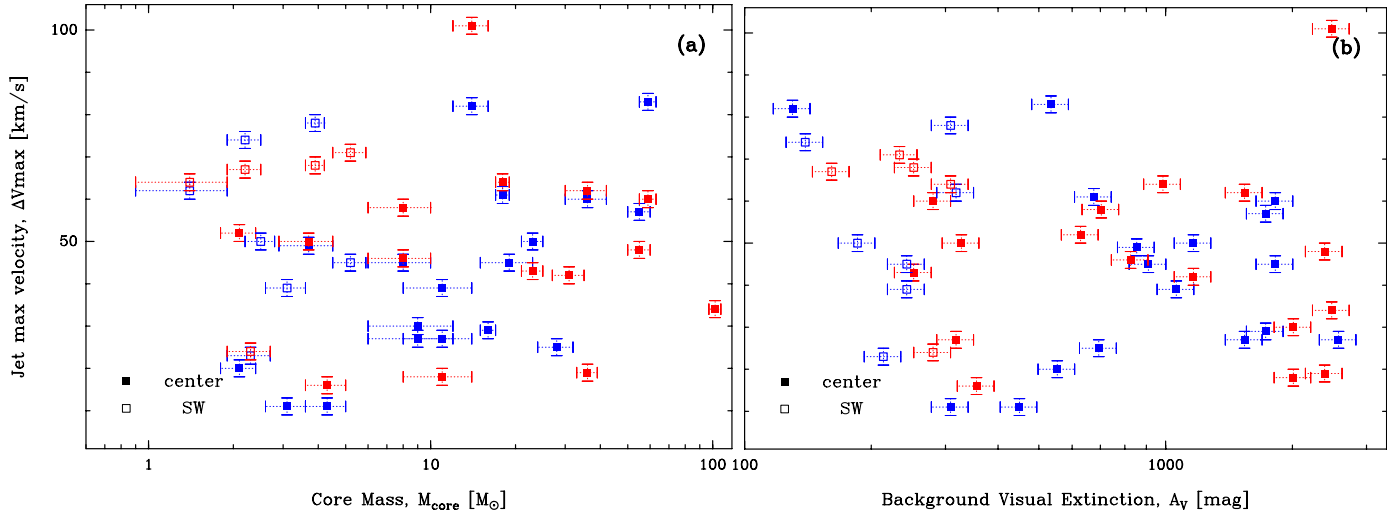 Jet max velocity, ΔVmax [km/s]
100
50
(a)
center
SW
1
10
100
Core Mass, Mcore [M⊙]
(b)
center
SW
100
1000
Background Visual Extinction, AV [mag]